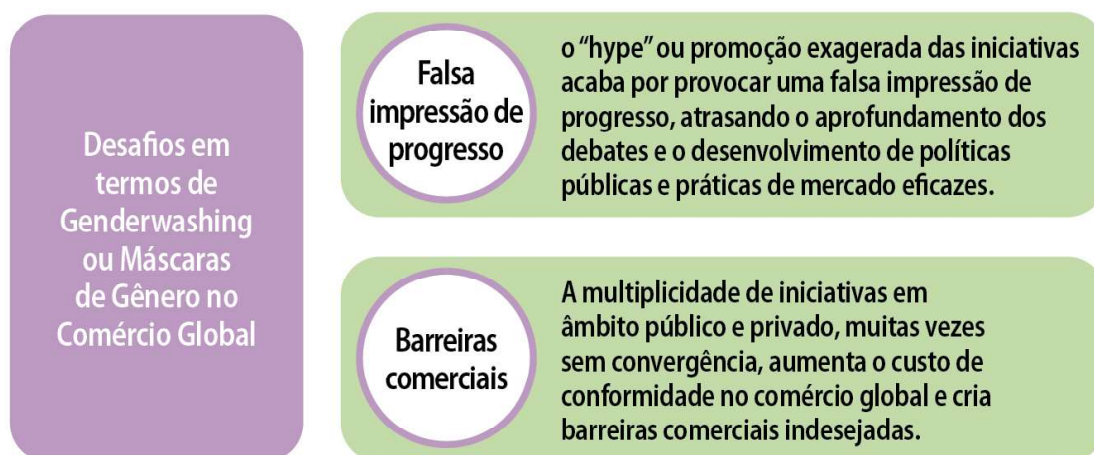 Desafios em
termos de
Genderwashing
ou Máscaras
de Gênero no
Comércio Global
Falsa
impressão de
progresso
o “hype” ou promoção exagerada das iniciativas
acaba por provocar uma falsa impressão de
progresso, atrasando o aprofundamento dos
debates e o desenvolvimento de políticas
públicas e práticas de mercado eficazes.
Barreiras
comerciais
A multiplicidade de iniciativas em
âmbito público e privado, muitas vezes
sem convergência, aumenta o custo de
conformidade no comércio global e cria
barreiras comerciais indesejadas.